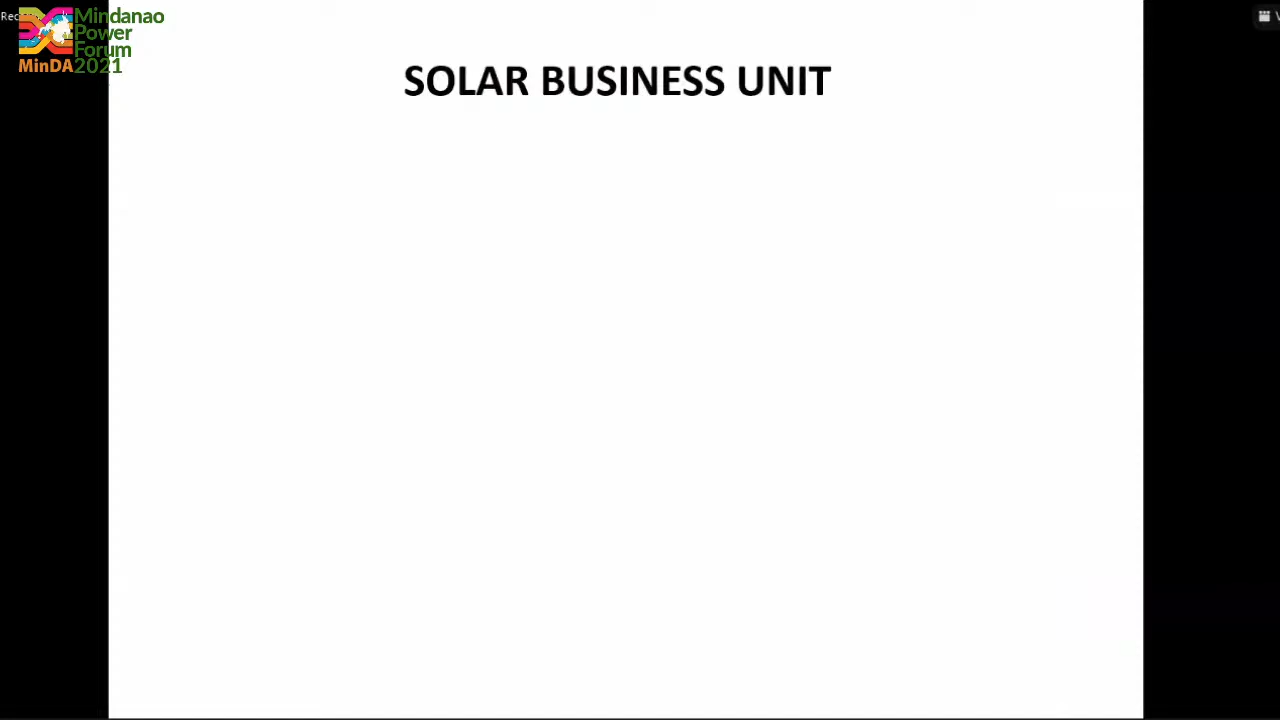 Mindanao
Power
Forum
MinDA 2021
SOLAR BUSINESS UNIT